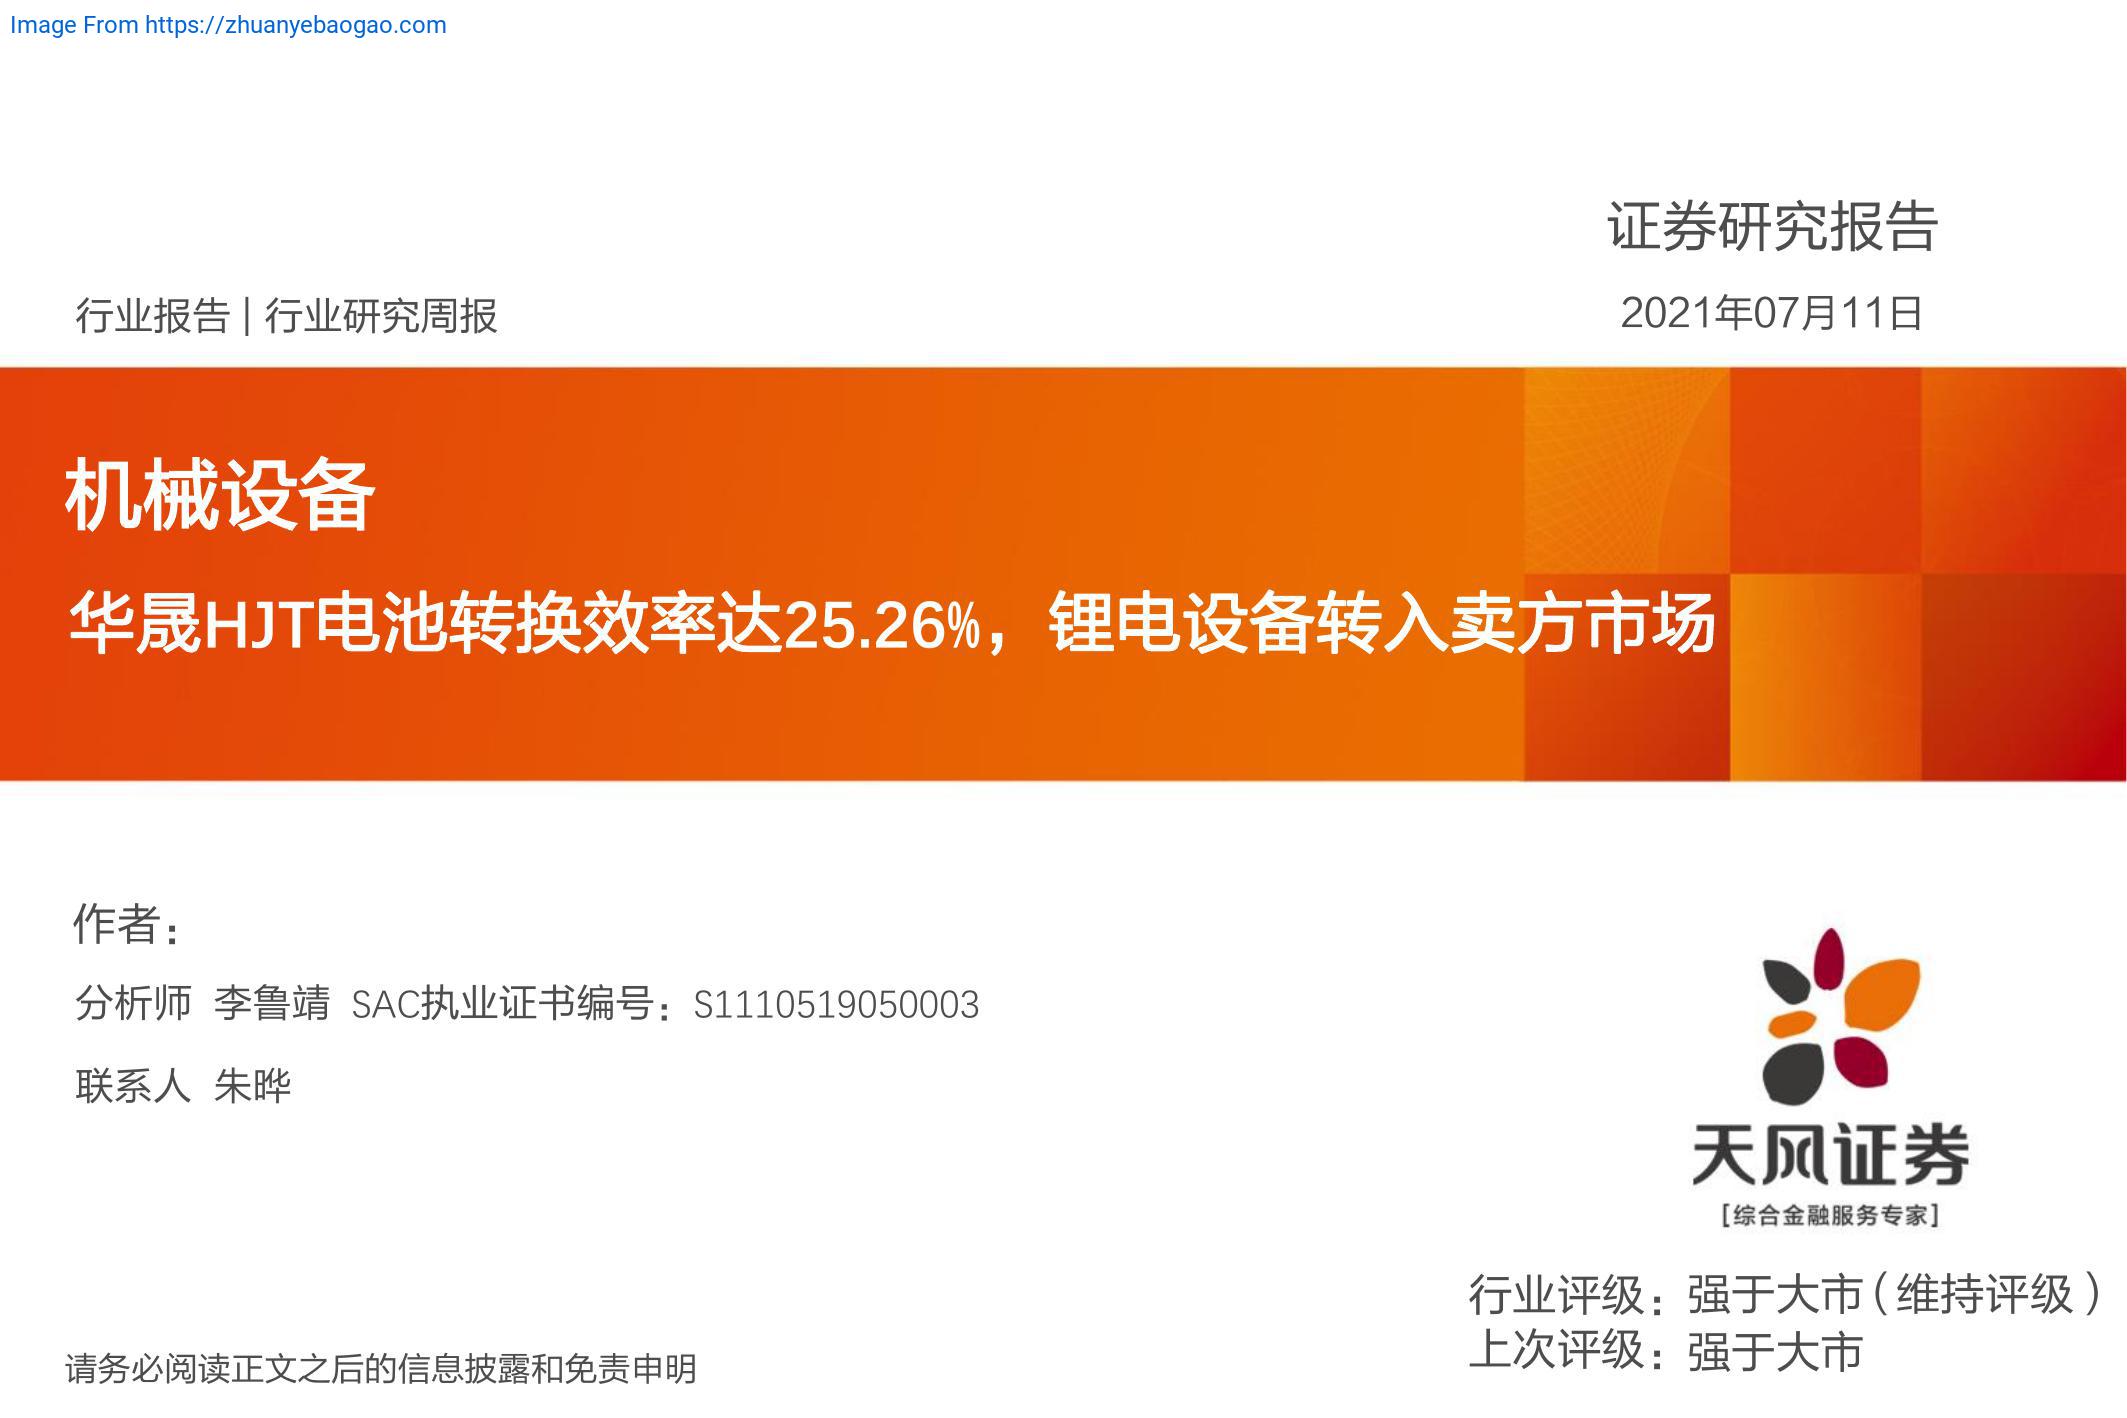 Image From https://zhuanyebaogao.com
证券研究报告
行业报告 | 行业研究周报
2021年07月11日
机械设备
华晟HJT电池转换效率达25.26%，锂电设备转入卖方市场
作者：
分析师 李鲁靖 SAC执业证书编号：S1110519050003
联系人 朱晔
天风证券
[综合金融服务专家]
行业评级：强于大市（维持评级）
上次评级：强于大市
请务必阅读正文之后的信息披露和免责申明